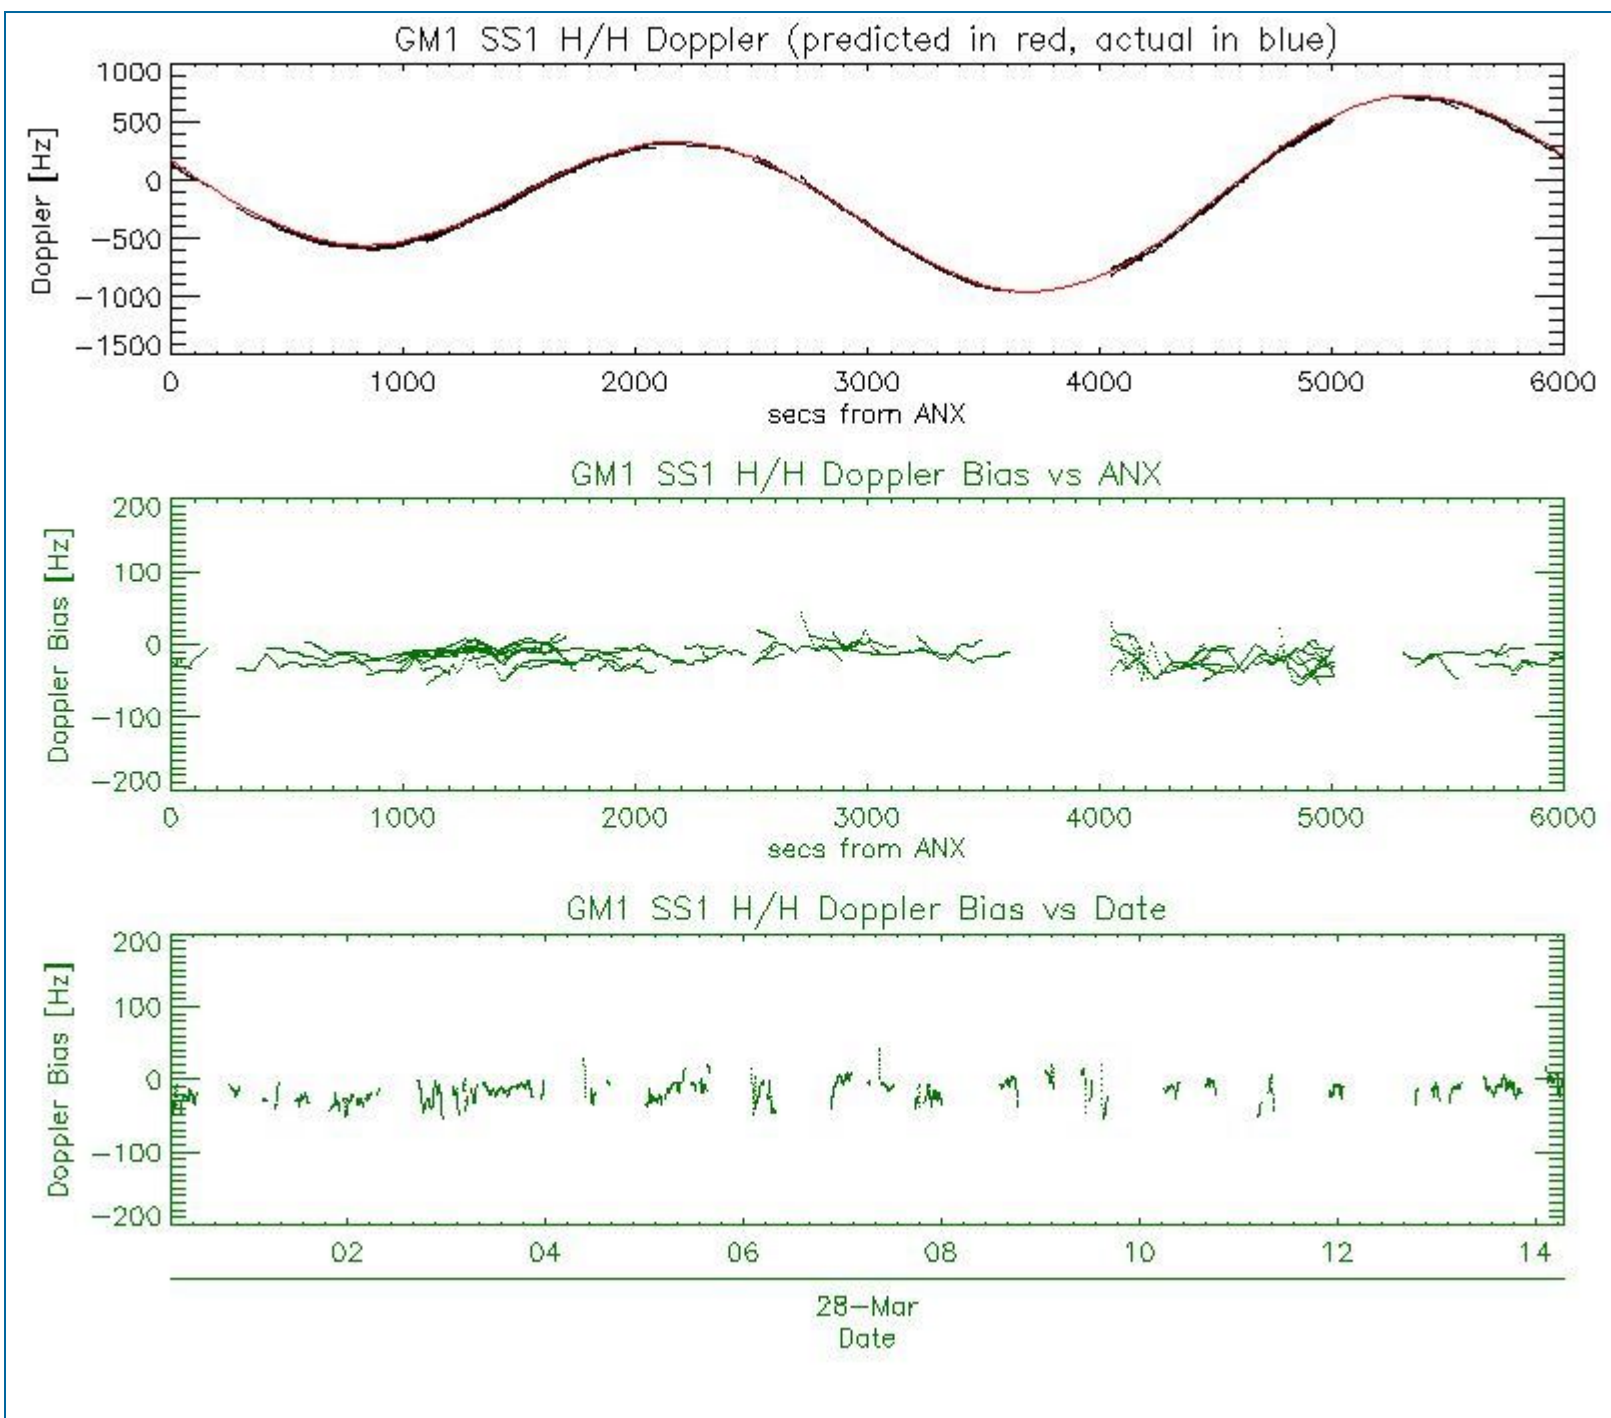 GM1 SS1 H/H Doppler (predicted in red, actual in blue)
1000
500
0
−500
−1000
−1500
Doppler [Hz]
0 1000 2000 3000 4000 5000 6000
secs from ANX
GM1 SS1 H/H Doppler Bias vs ANX
200
100
0
−100
−200
Doppler Bias [Hz]
0 1000 2000 3000 4000 5000 6000
secs from ANX
GM1 SS1 H/H Doppler Bias vs Date
200
100
0
−100
−200
Doppler Bias [Hz]
02 04 06 08 10 12 14
28−Mar
Date